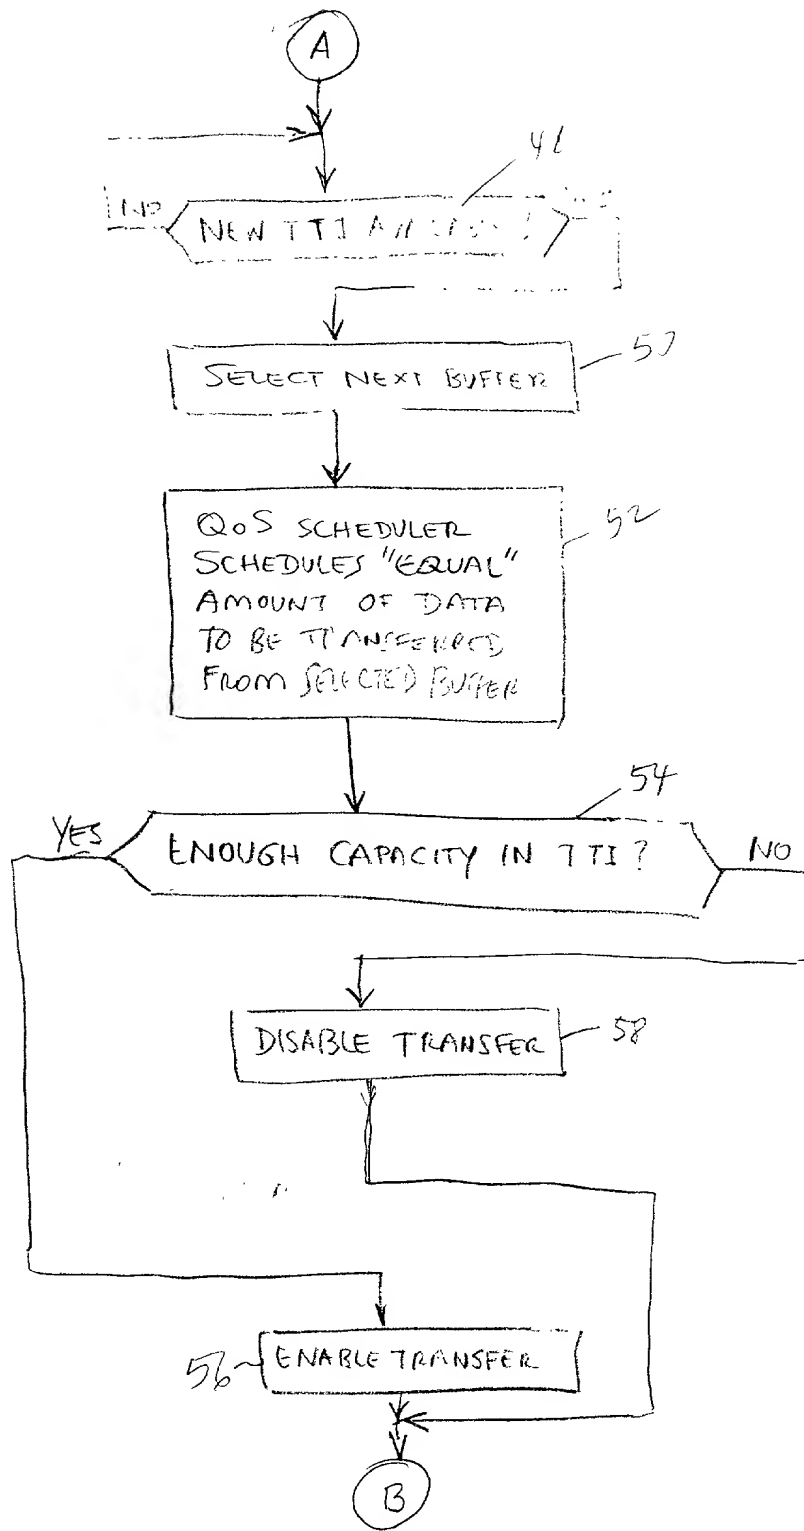 A
NO
NEW TTI
SELECT NEXT BUFFER
QoS SCHEDULER
52
SCHEDULES "EQUAL"
AMOUNT OF DATA
TO BE TRANSFERRED
FROM SELECTED BUFFER
54
YES
ENOUGH CAPACITY IN TTI?
NO
DISABLE TRANSFER
58
56
ENABLE TRANSFER
B